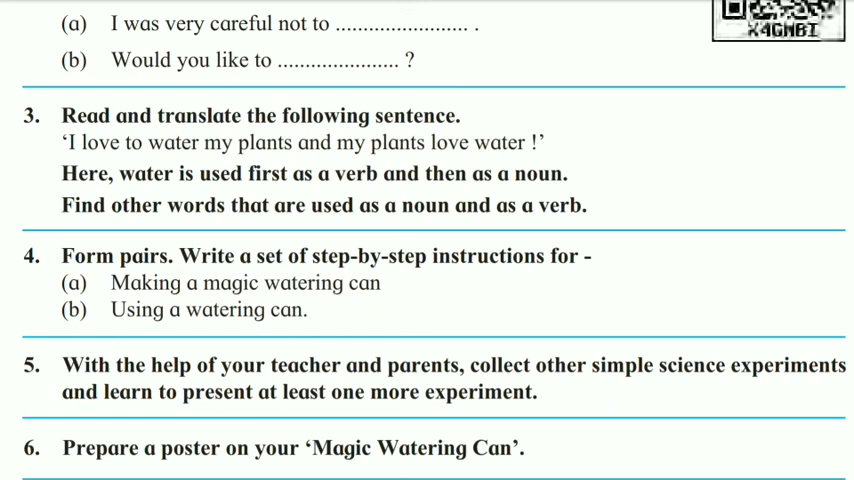 (a) I was very careful not to ........................ .
(b) Would you like to ...................... ?
X4GMBI
3. Read and translate the following sentence.
‘I love to water my plants and my plants love water !’
Here, water is used first as a verb and then as a noun.
Find other words that are used as a noun and as a verb.
4. Form pairs. Write a set of step-by-step instructions for -
(a) Making a magic watering can
(b) Using a watering can.
5. With the help of your teacher and parents, collect other simple science experiments
and learn to present at least one more experiment.
6. Prepare a poster on your ‘Magic Watering Can’.